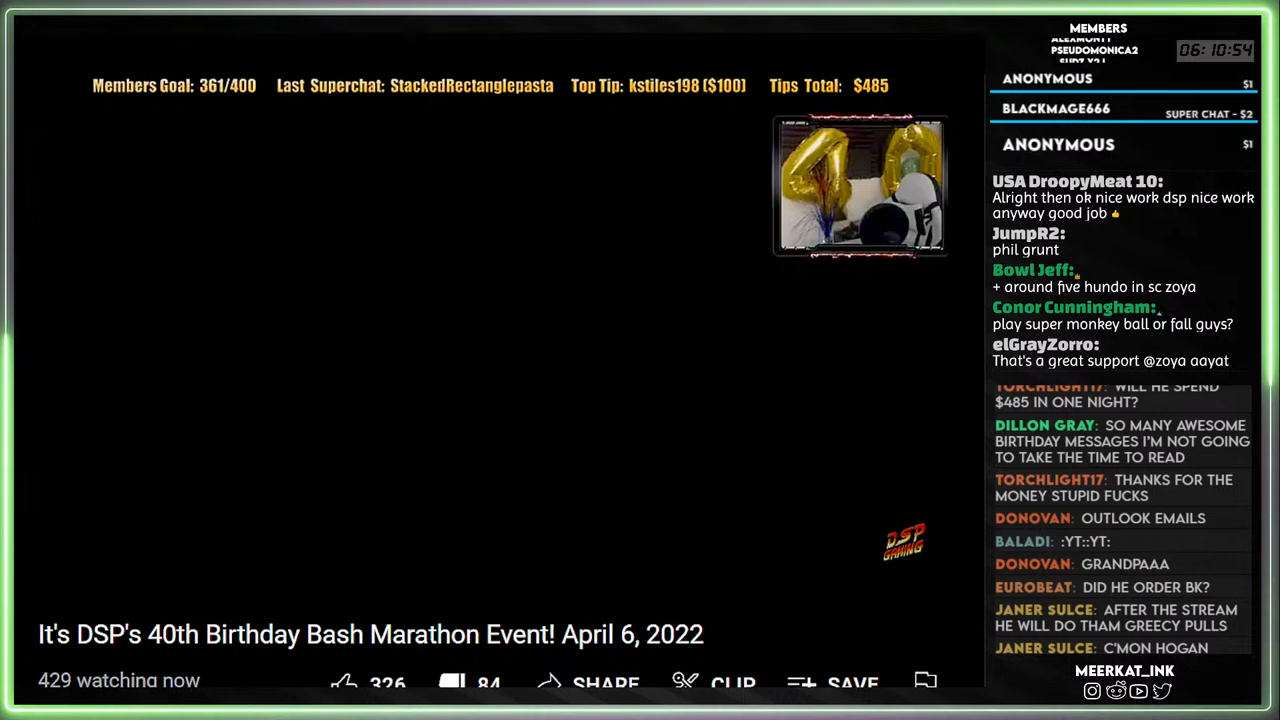 MEMBERS
PSEUDOMONICA2
06:10:54
Members Goal: 361/400 Last Superchat: StackedRectanglepasta Top Tip: kstiles198 ($100) Tips Total: $485
ANONYMOUS $1
BLACKMAGE666 SUPER CHAT - $2
ANONYMOUS $1
USA DroopyMeat 10:
Alright then ok nice work dsp nice work
anyway good job
JumpR2:
phil grunt
Bowl Jeff:
+ around five hundo in sc zoya
Conor Cunningham:
play super monkey ball or fall guys?
elGrayZorro:
That's a great support @zoya aayat
TORCHLIGHT17: WILL HE SPEND
$485 IN ONE NIGHT?
DILLON GRAY: SO MANY AWESOME
BIRTHDAY MESSAGES I'M NOT GOING
TO TAKE THE TIME TO READ
TORCHLIGHT17: THANKS FOR THE
MONEY STUPID FUCKS
DONOVAN: OUTLOOK EMAILS
BALADI: :YT::YT:
DONOVAN: GRANDPAAA
EUROBEAT: DID HE ORDER BK?
JANER SULCE: AFTER THE STREAM
HE WILL DO THAM GREECY PULLS
JANER SULCE: C'MON HOGAN
MEERKAT_INK
40
DSP
GAMING
It's DSP's 40th Birthday Bash Marathon Event! April 6, 2022
429 watching now 326 84 SHARE CLIP SAVE